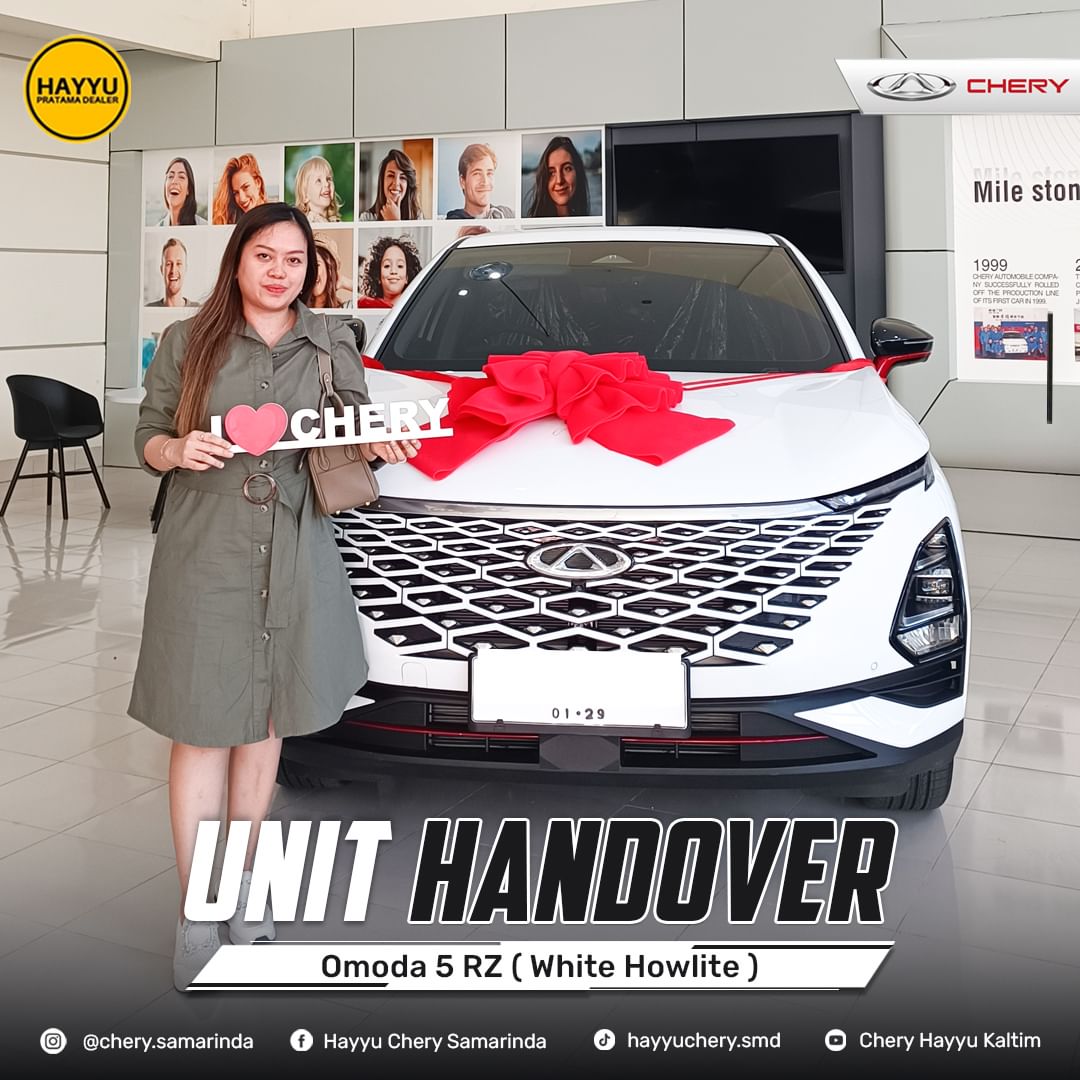 HAYYU
PRATAMA DEALER
CHERY
Mile ston
1999
CHERY AUTOMOBILE COMPA-
NY SUCCESSFULLY ROLLED
OFF THE PRODUCTION LINE
OF ITS FIRST CAR IN 1999.
I CHERY
01•29
UNIT HANDOVER
Omoda 5 RZ ( White Howlite )
@chery.samarinda
Hayyu Chery Samarinda
hayyuchery.smd
Chery Hayyu Kaltim